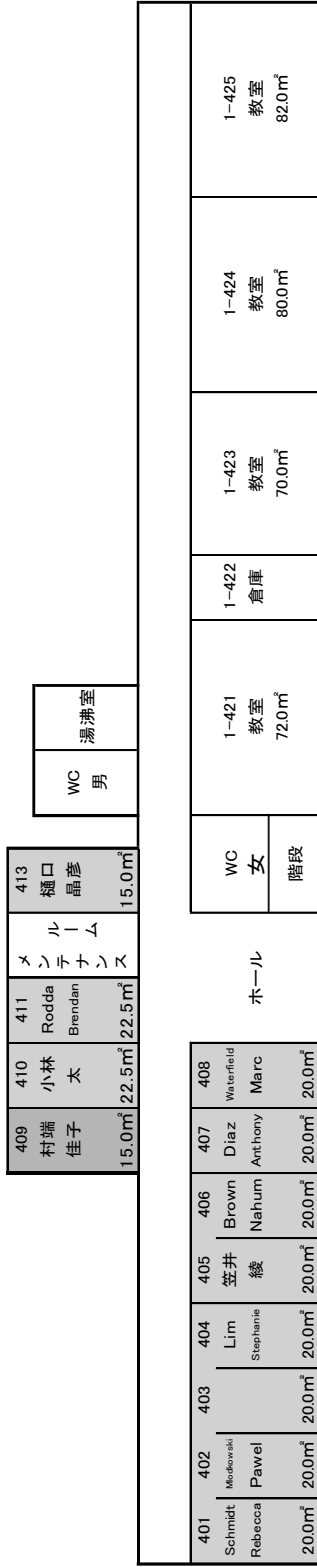 409
村端
佳子
15.0㎡
410
小林
太
22.5㎡
411
Rodda
Brendan
22.5㎡
メンテナンス
ルーム
413
樋口
晶彦
15.0㎡
WC
男
湯沸室
401
Schmidt
Rebecca
20.0㎡
402
Młodkowski
Pawel
20.0㎡
403
20.0㎡
404
Lim
Stephanie
20.0㎡
405
笠井
綾
20.0㎡
406
Brown
Nahum
20.0㎡
407
Diaz
Anthony
20.0㎡
408
Waterfield
Marc
20.0㎡
ホール
WC
女
階段
1-421
教室
72.0㎡
1-422
倉庫
1-423
教室
70.0㎡
1-424
教室
80.0㎡
1-425
教室
82.0㎡